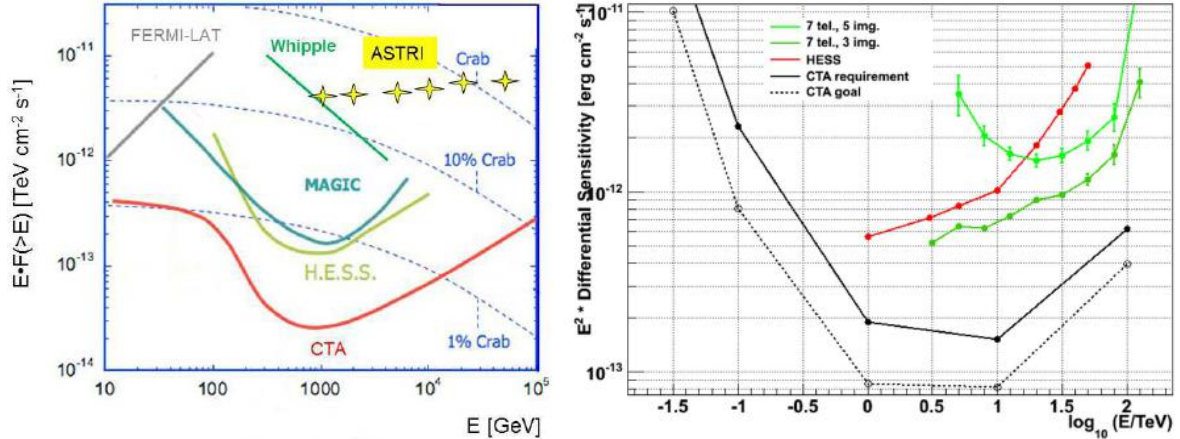 E•F(>E) [TeV cm⁻² s⁻¹]
10⁻¹¹
10⁻¹²
10⁻¹³
10⁻¹⁴
FERMI-LAT
Whipple
ASTRI
Crab
10% Crab
MAGIC
H.E.S.S.
1% Crab
CTA
10 100 1000 10⁴ 10⁵
E [GeV]
E² * Differential Sensitivity [erg cm⁻² s⁻¹]
10⁻¹¹
10⁻¹²
10⁻¹³
7 tel., 5 img.
7 tel., 3 img.
HESS
CTA requirement
CTA goal
-1.5 -1 -0.5 0 0.5 1 1.5 2
log₁₀ (E/TeV)